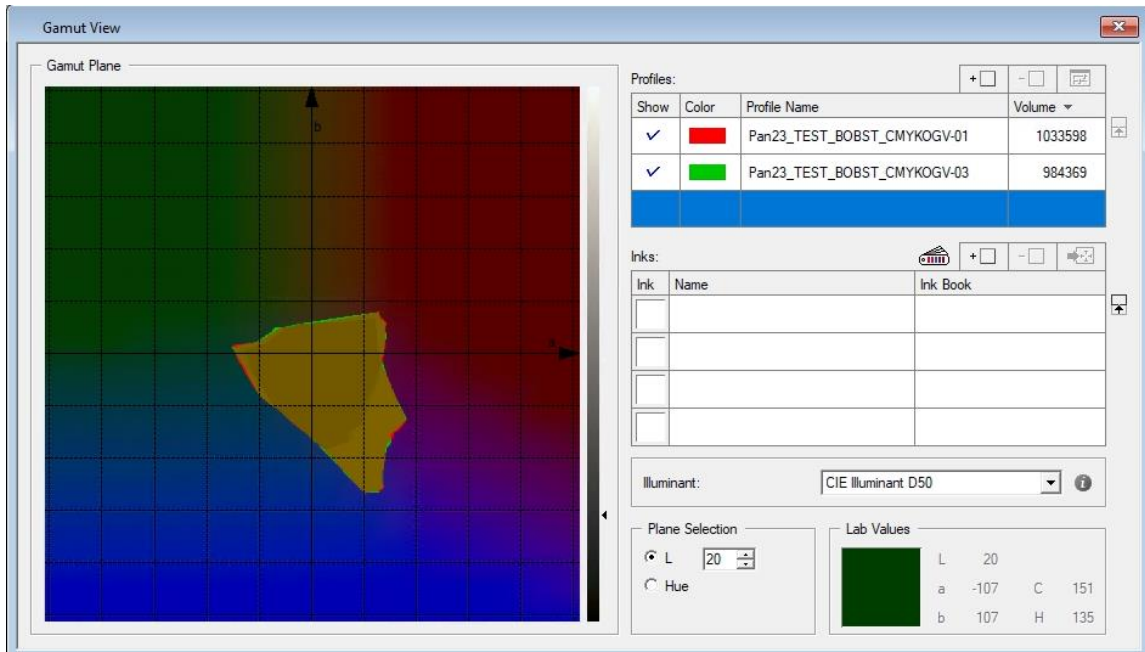 Gamut View
Gamut Plane
b
a
Profiles:
+
-
Show Color Profile Name Volume
Pan23_TEST_BOBST_CMYKOGV-01 1033598
Pan23_TEST_BOBST_CMYKOGV-03 984369
Inks:
+
-
Ink Name Ink Book
Illuminant: CIE Illuminant D50
i
Plane Selection
L 20
Hue
Lab Values
L 20
a -107 C 151
b 107 H 135